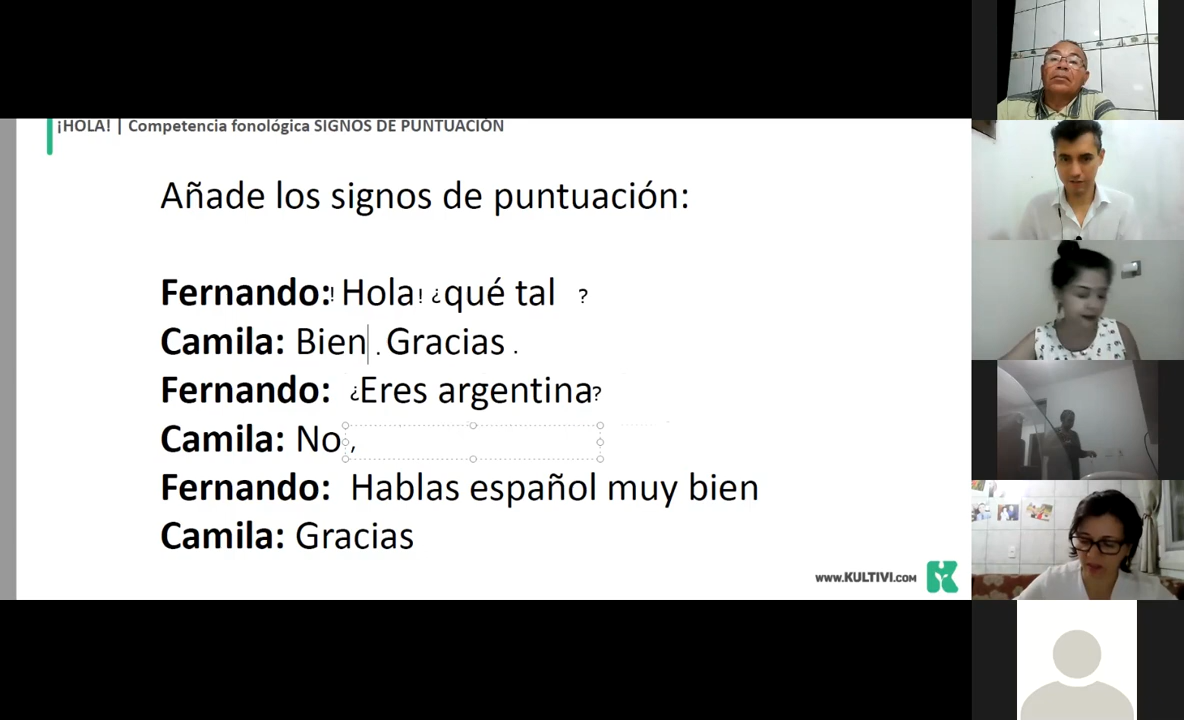 ¡HOLA! | Competencia fonológica SIGNOS DE PUNTUACIÓN
Añade los signos de puntuación:
Fernando:! Hola! ¿qué tal ?
Camila: Bien . Gracias .
Fernando: ¿Eres argentina?
Camila: No ,
Fernando: Hablas español muy bien
Camila: Gracias
www.KULTIVI.COM